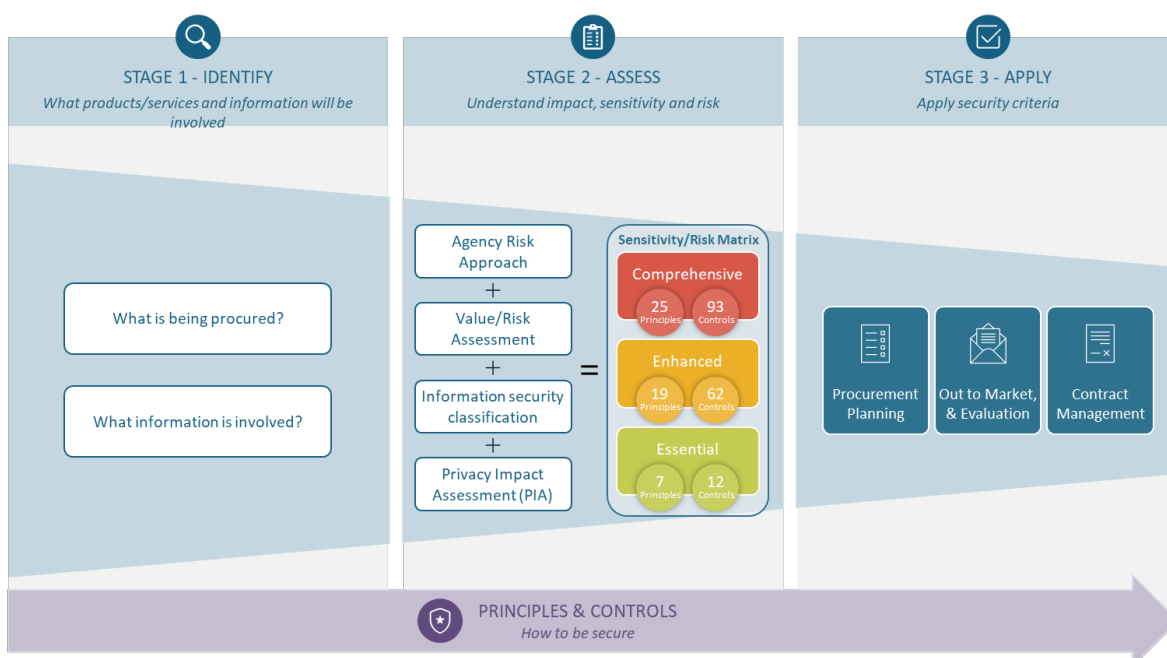 STAGE 1 - IDENTIFY
What products/services and information will be
involved
What is being procured?
What information is involved?
STAGE 2 - ASSESS
Understand impact, sensitivity and risk
Agency Risk
Approach
+
Value/Risk
Assessment
+
Information security
classification
+
Privacy Impact
Assessment (PIA)
=
Sensitivity/Risk Matrix
Comprehensive
25 93
Principles Controls
Enhanced
19 62
Principles Controls
Essential
7 12
Principles Controls
STAGE 3 - APPLY
Apply security criteria
Procurement
Planning
Out to Market,
& Evaluation
Contract
Management
PRINCIPLES & CONTROLS
How to be secure